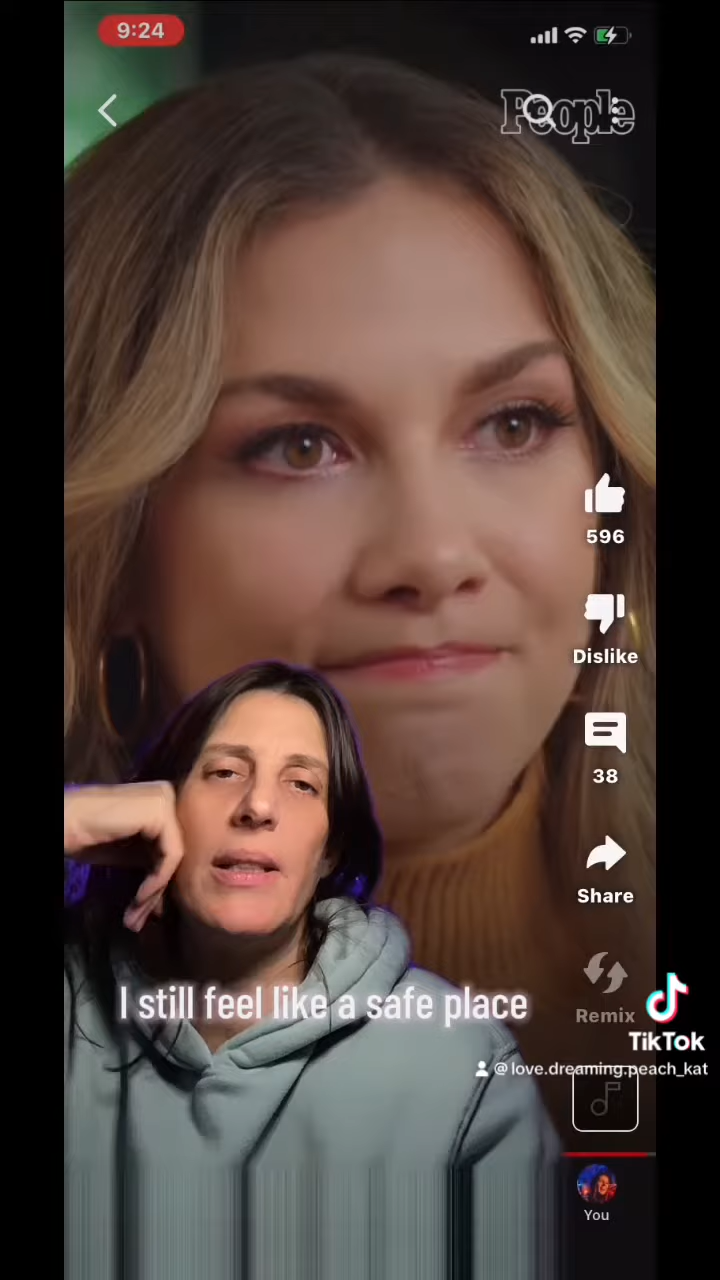 9:24
People
596
Dislike
38
Share
I still feel like a safe place
Remix
TikTok
@love.dreaming.peach_kat
You